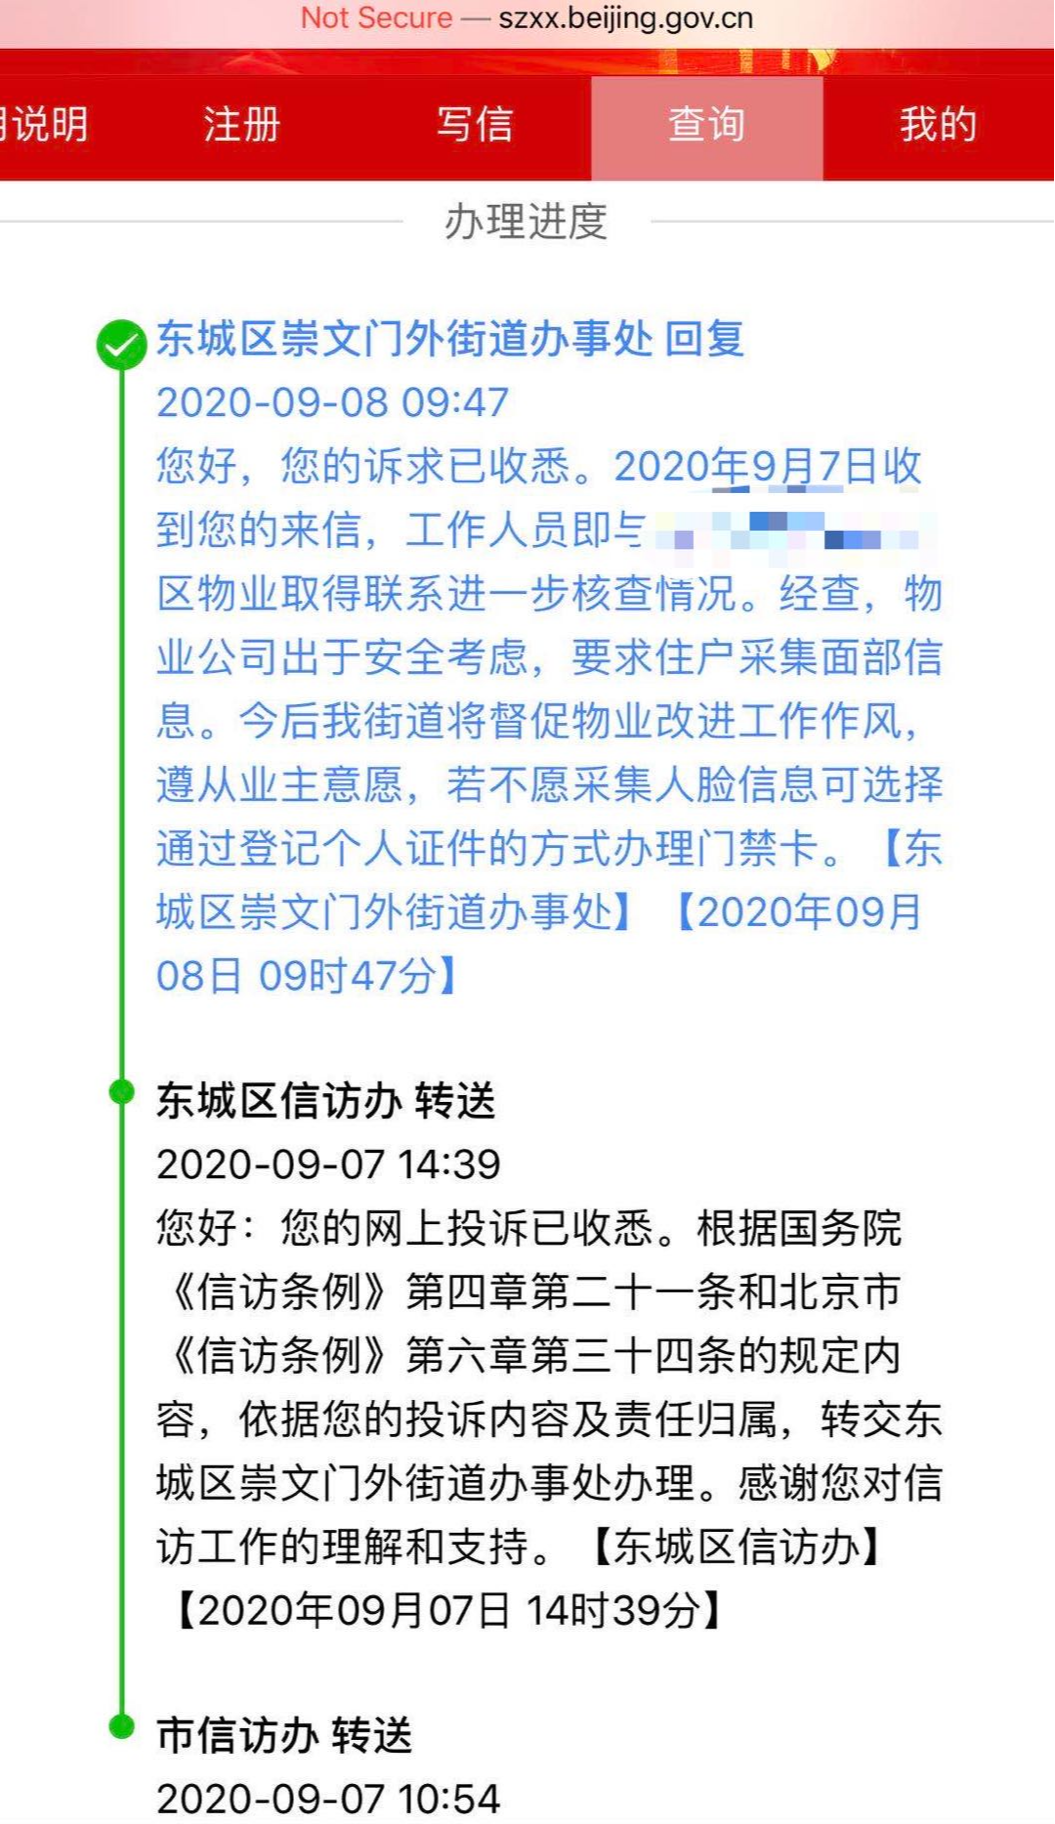 Not Secure — szxx.beijing.gov.cn
说明 注册 写信 查询 我的
办理进度
东城区崇文门外街道办事处 回复
2020-09-08 09:47
您好，您的诉求已收悉。2020年9月7日收
到您的来信，工作人员即与
区物业取得联系进一步核查情况。经查，物
业公司出于安全考虑，要求住户采集面部信
息。今后我街道将督促物业改进工作作风，
遵从业主意愿，若不愿采集人脸信息可选择
通过登记个人证件的方式办理门禁卡。【东
城区崇文门外街道办事处】【2020年09月
08日 09时47分】
东城区信访办 转送
2020-09-07 14:39
您好：您的网上投诉已收悉。根据国务院
《信访条例》第四章第二十一条和北京市
《信访条例》第六章第三十四条的规定内
容，依据您的投诉内容及责任归属，转交东
城区崇文门外街道办事处办理。感谢您对信
访工作的理解和支持。【东城区信访办】
【2020年09月07日 14时39分】
市信访办 转送
2020-09-07 10:54